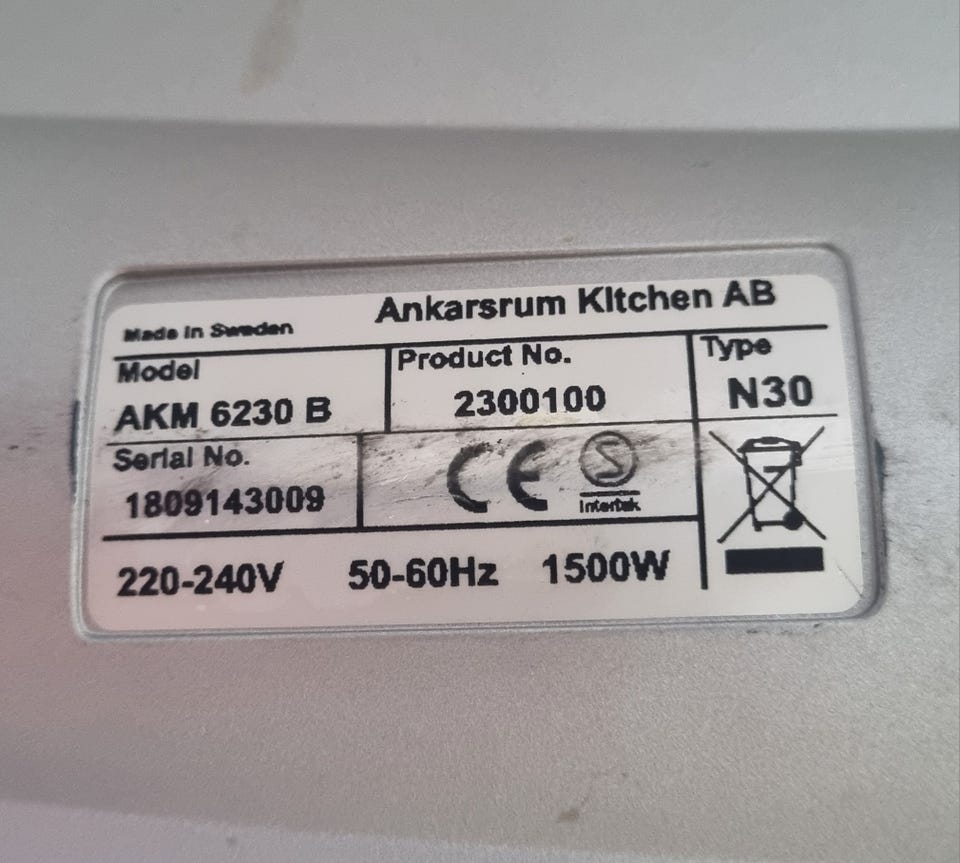 Ankarsrum Kitchen AB
Made in Sweden
Model
AKM 6230 B
Product No.
2300100
Type
N30
Serial No.
1809143009
CE
S
Intertek
220-240V 50-60Hz 1500W